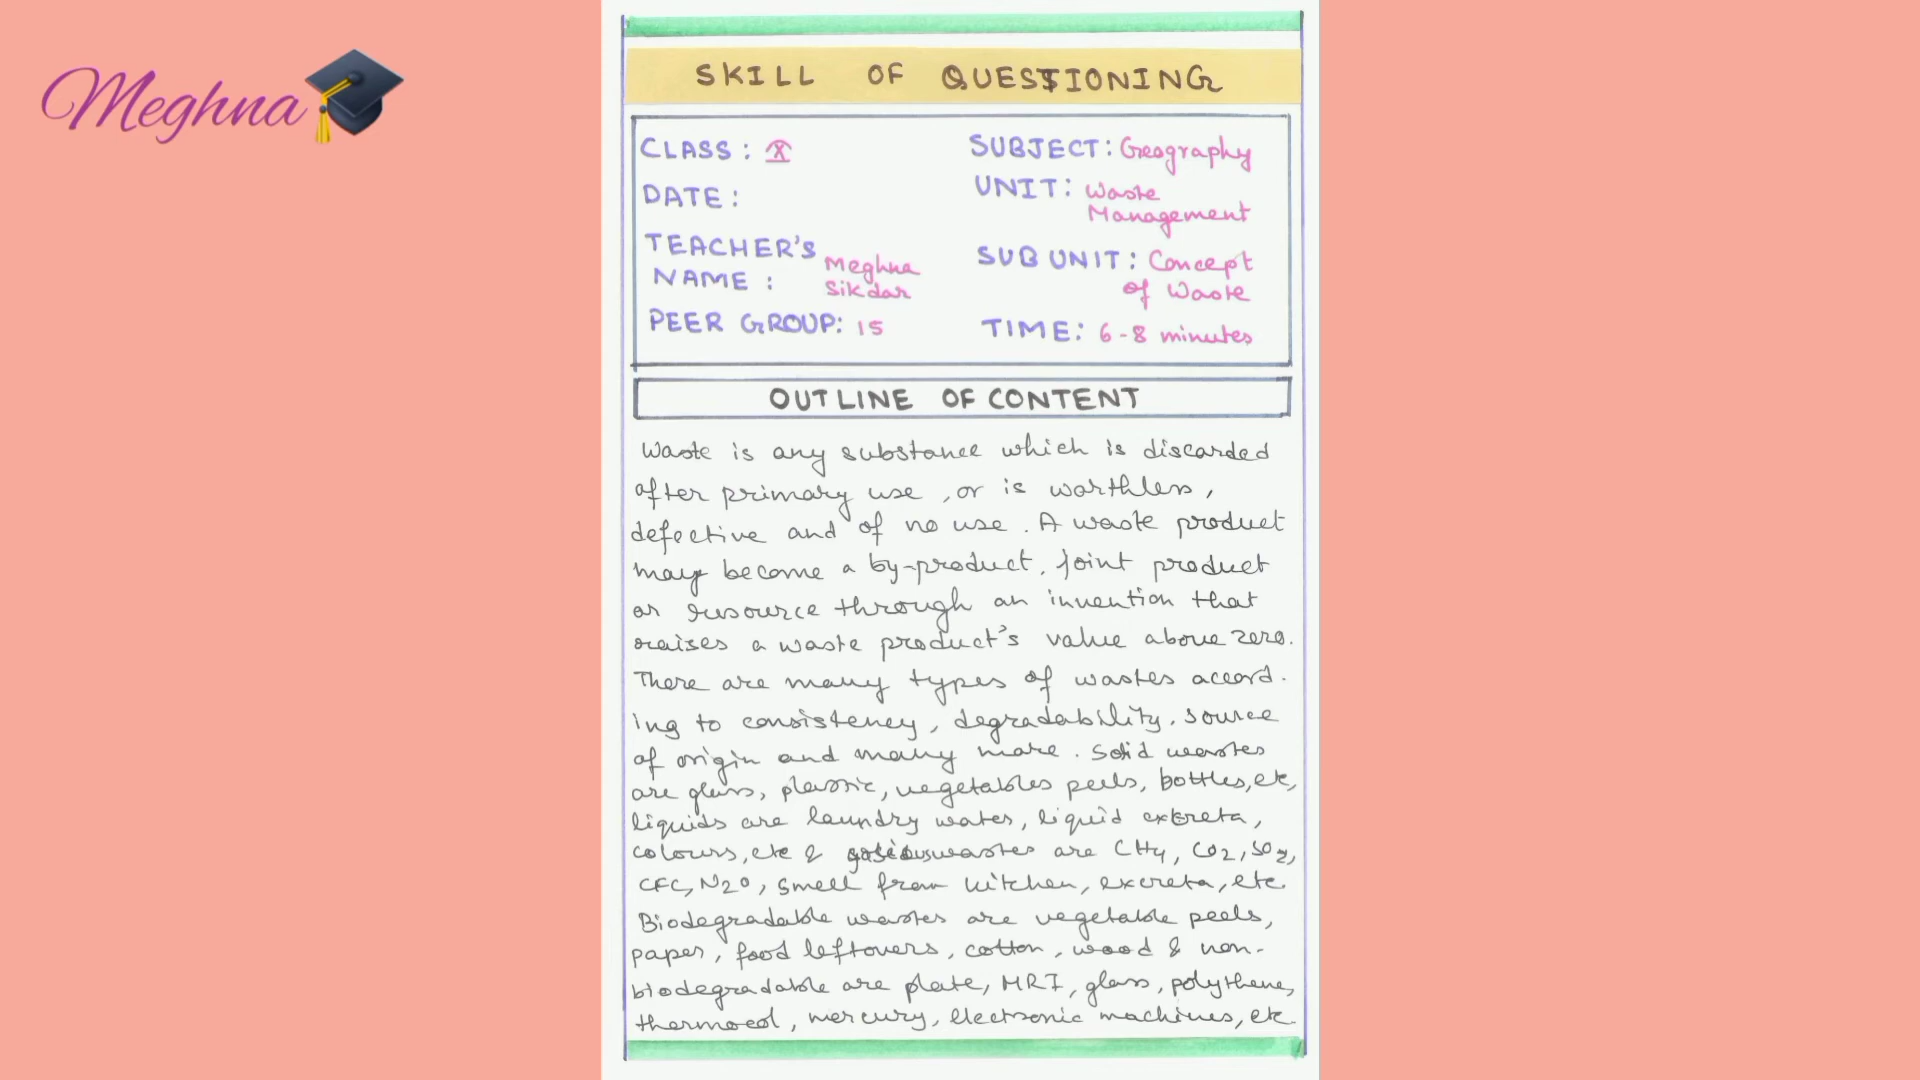 Meghna
SKILL OF QUESTIONING
CLASS: X
SUBJECT: Geography
DATE:
UNIT: Waste
Management
TEACHER'S
NAME: Meghna
Sikdar
SUB UNIT: Concept
of Waste
PEER GROUP: 15
TIME: 6-8 minutes
OUTLINE OF CONTENT
Waste is any substance which is discarded
after primary use, or is worthless,
defective and of no use. A waste product
may become a by-product, joint product
or resource through an invention that
raises a waste product's value above zero.
There are many types of wastes accord-
ing to consistency, degradability, source
of origin and many more. Solid wastes
are glass, plastic, vegetables peels, bottles, etc,
liquids are laundry water, liquid excreta,
colours, etc & wastes are CH4, CO2, SO2,
CFC, N2O, smell from kitchen, excreta, etc.
Biodegradable wastes are vegetable peels,
paper, food leftovers, cotton, wood & non-
biodegradable are plate, MRI, glass, polythene,
thermocol, mercury, electronic machines, etc.